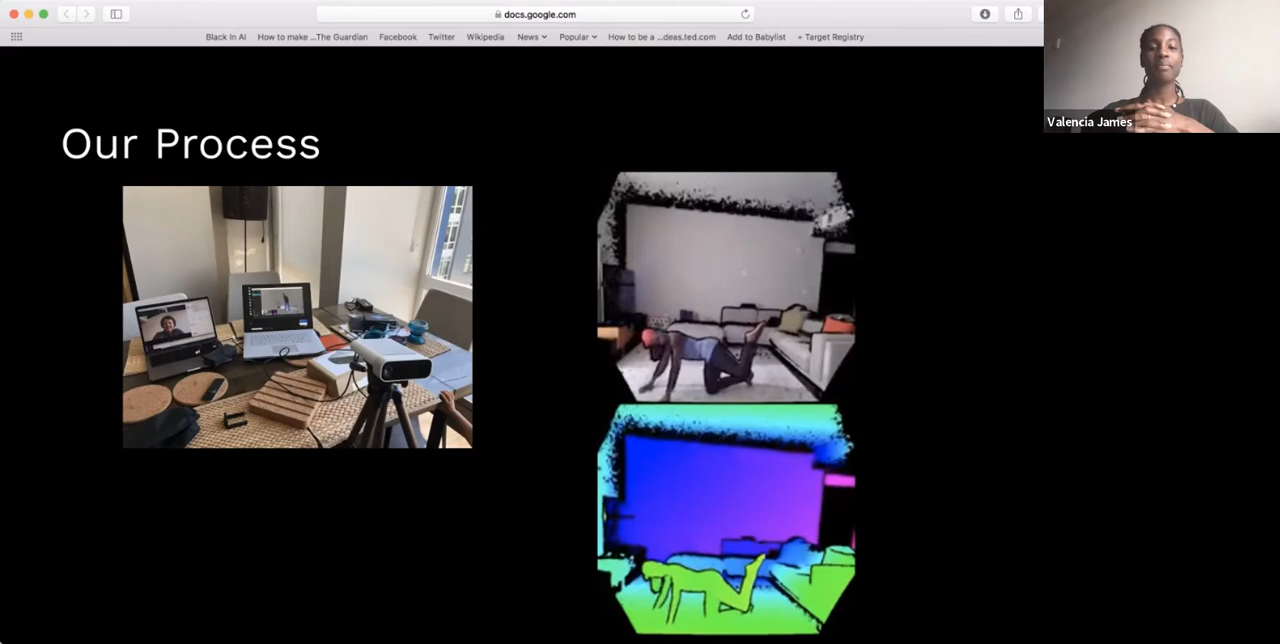 docs.google.com
Black In AI How to make ...The Guardian Facebook Twitter Wikipedia News Popular How to be a ...deas.ted.com Add to Babylist + Target Registry
Valencia James
Our Process